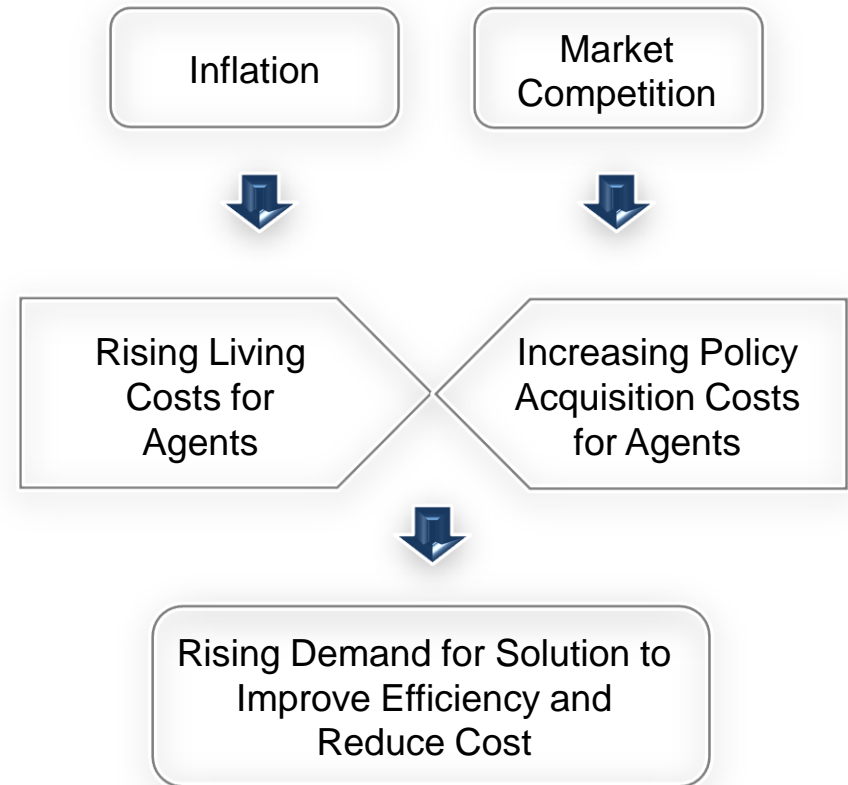 Inflation
Market
Competition
Rising Living
Costs for
Agents
Increasing Policy
Acquisition Costs
for Agents
Rising Demand for Solution to
Improve Efficiency and
Reduce Cost